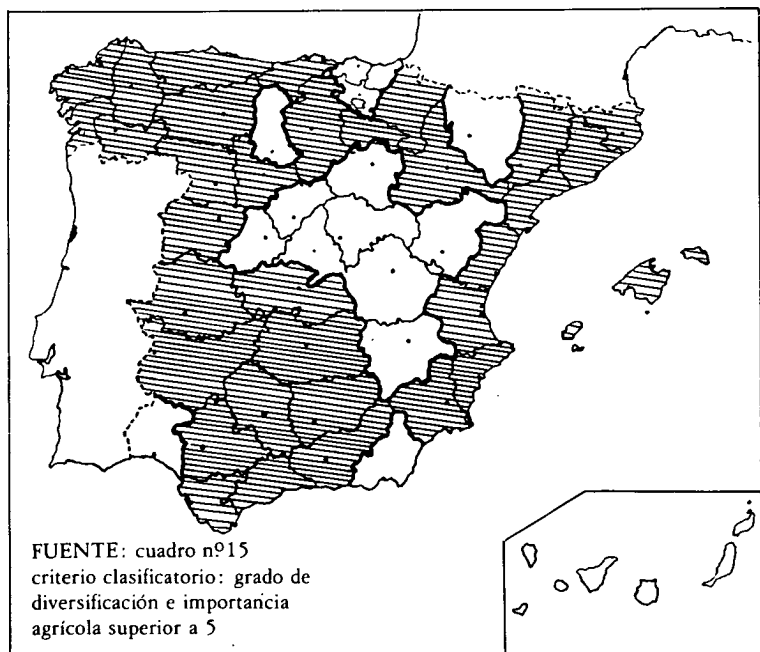 FUENTE: cuadro nº15
criterio clasificatorio: grado de
diversificación e importancia
agrícola superior a 5